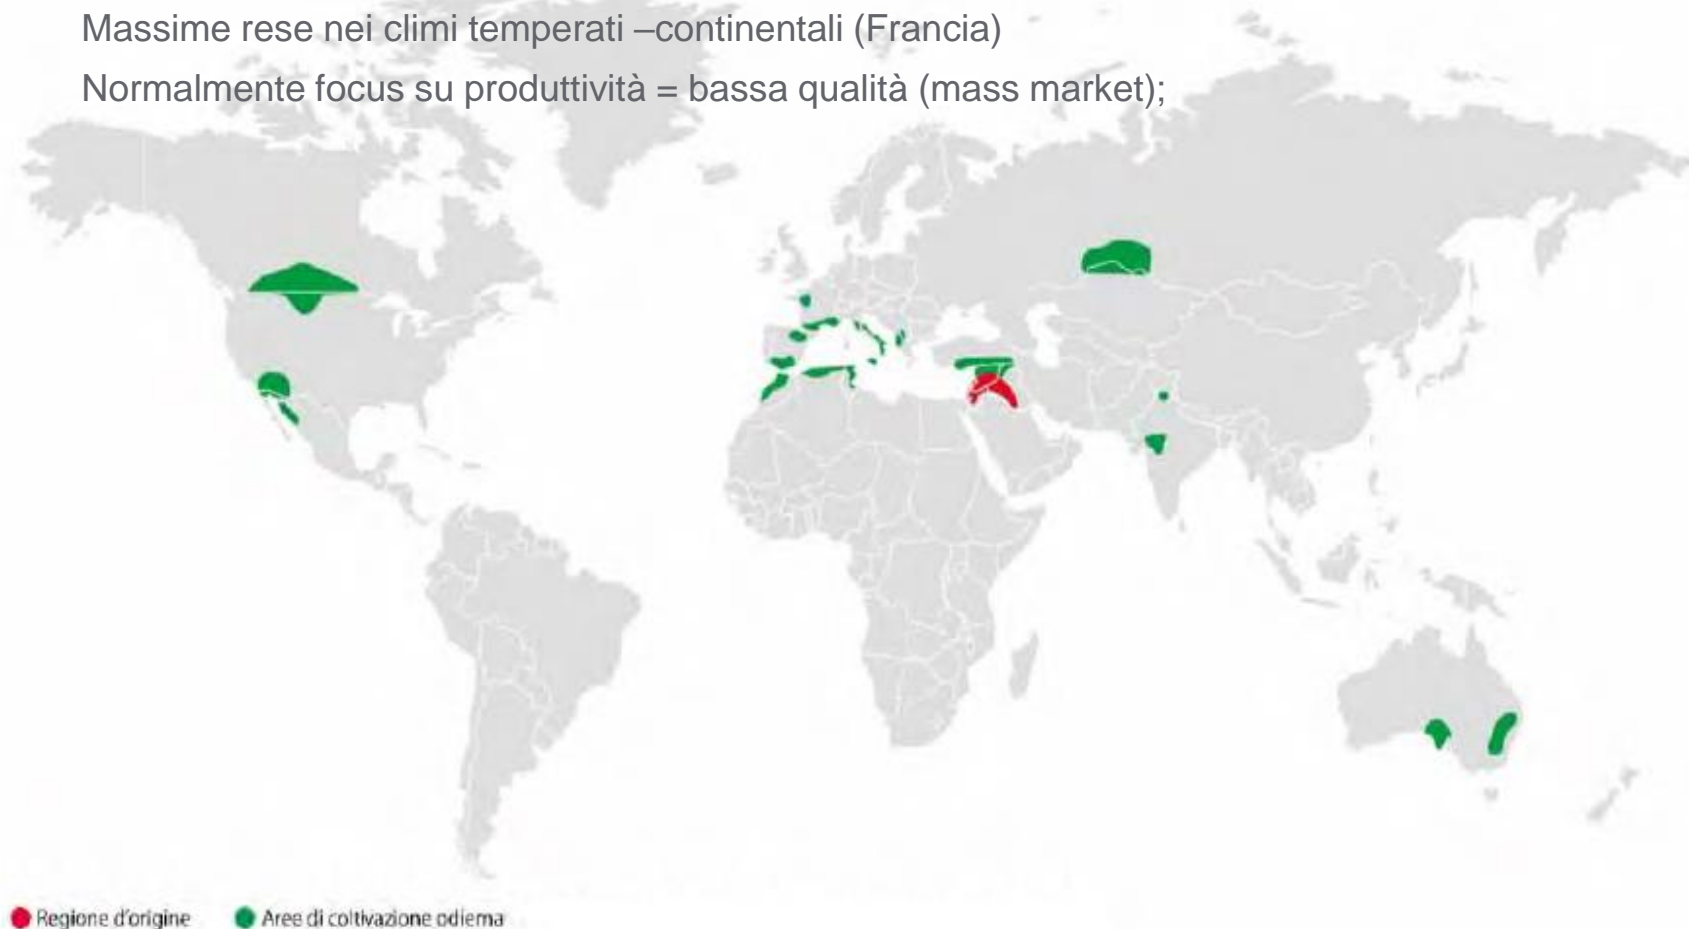 Massime rese nei climi temperati –continentali (Francia)
Normalmente focus su produttività = bassa qualità (mass market);
Regione d'origine Aree di coltivazione odierna